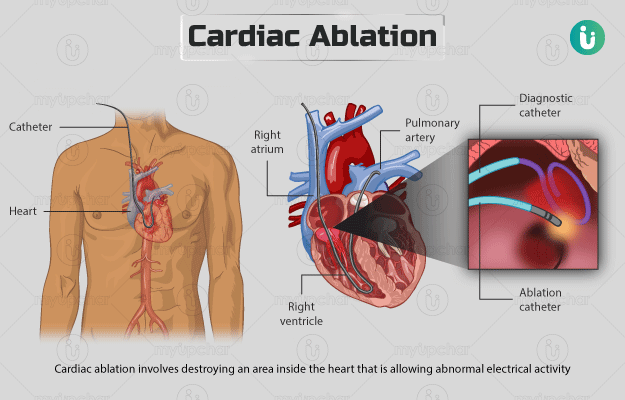 Cardiac Ablation
Catheter
Heart
Right
atrium
Pulmonary
artery
Right
ventricle
Diagnostic
catheter
Ablation
catheter
Cardiac ablation involves destroying an area inside the heart that is allowing abnormal electrical activity
myUpchar